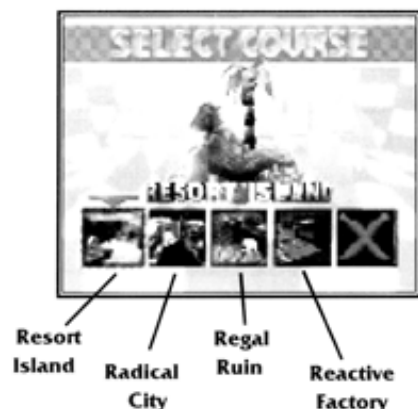 SELECT COURSE
RESORT ISLAND
Resort
Island
Radical
City
Regal
Ruin
Reactive
Factory